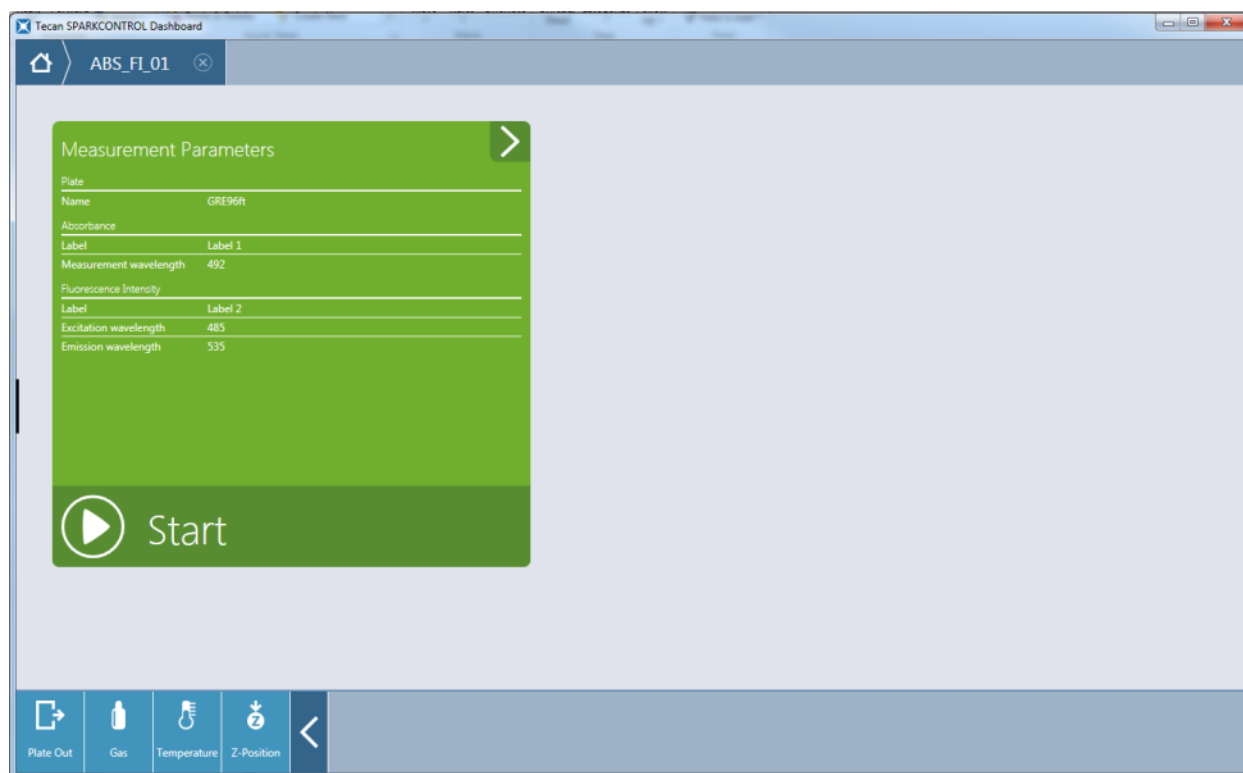 Tecan SPARKCONTROL Dashboard
ABS_FI_01
Measurement Parameters
Plate
Name GRE96ft
Absorbance
Label Label 1
Measurement wavelength 492
Fluorescence Intensity
Label Label 2
Excitation wavelength 485
Emission wavelength 535
Start
Z
Plate Out Gas Temperature Z-Position